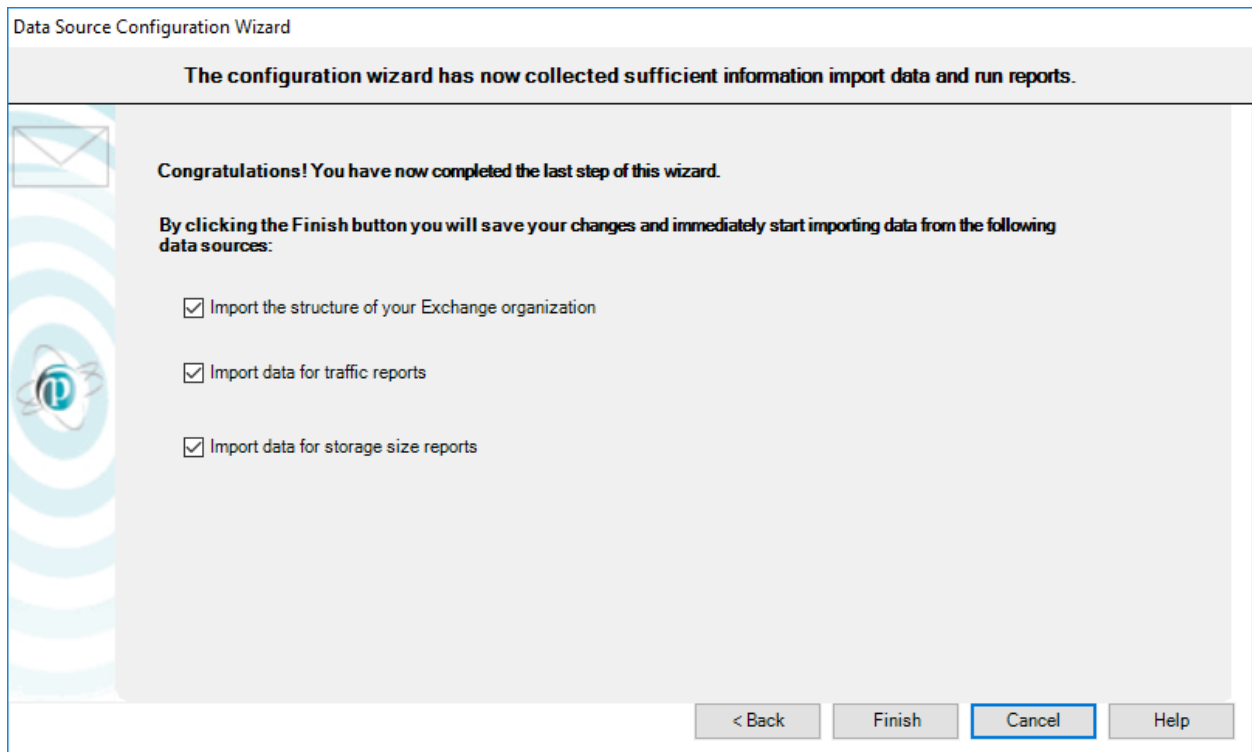 Data Source Configuration Wizard
The configuration wizard has now collected sufficient information import data and run reports.
Congratulations! You have now completed the last step of this wizard.
By clicking the Finish button you will save your changes and immediately start importing data from the following
data sources:
Import the structure of your Exchange organization
Import data for traffic reports
Import data for storage size reports
p
< Back Finish Cancel Help